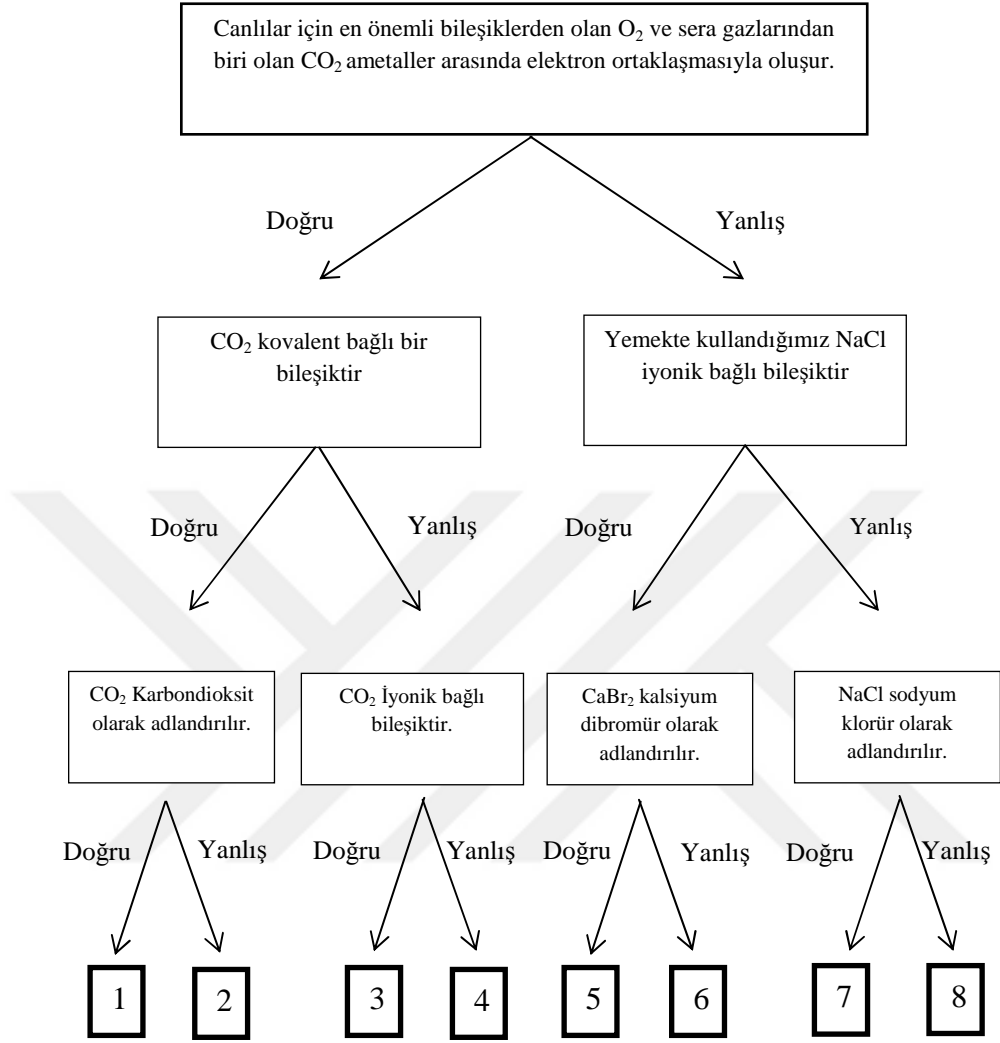 Canlılar için en önemli bileşiklerden olan O₂ ve sera gazlarından
biri olan CO₂ ametaller arasında elektron ortaklaşmasıyla oluşur.
Doğru
Yanlış
CO₂ kovalent bağlı bir
bileşiktir
Yemekte kullandığımız NaCl
iyonik bağlı bileşiktir
Doğru
Yanlış
Doğru
Yanlış
CO₂ Karbondioksit
olarak adlandırılır.
CO₂ İyonik bağlı
bileşiktir.
CaBr₂ kalsiyum
dibromür olarak
adlandırılır.
NaCl sodyum
klorür olarak
adlandırılır.
Doğru
Yanlış
Doğru
Yanlış
Doğru
Yanlış
Doğru
Yanlış
1
2
3
4
5
6
7
8